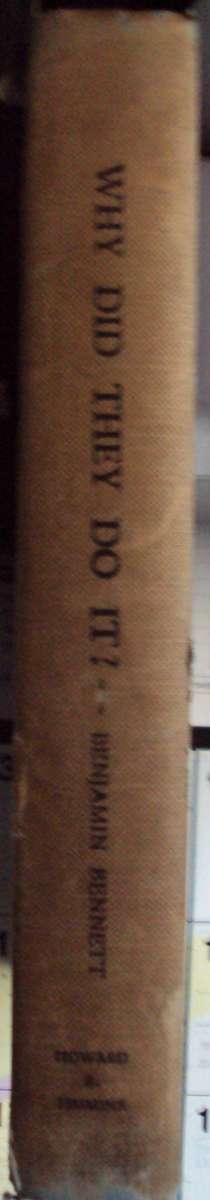 WHY DID THEY DO IT? BENJAMIN BENNETT
HOWARD
B.
TIMMINS